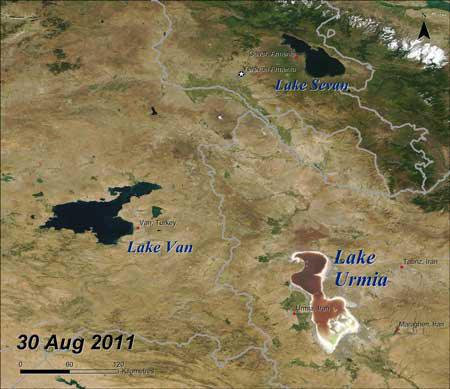 Lake Sevan
Van, Turkey
Lake Van
Lake
Urmia
Tabriz, Iran
Urmia, Iran
Maragheh, Iran
30 Aug 2011
0 60 120
Kilometres